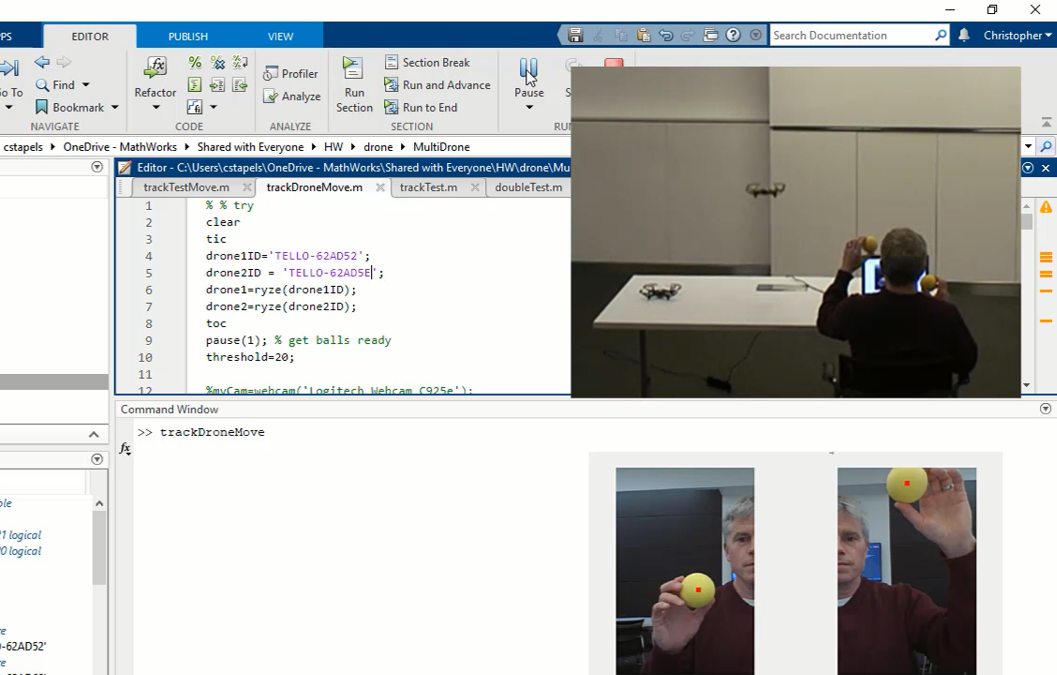 PPS EDITOR PUBLISH VIEW Search Documentation Christopher
Go To Find Bookmark Refactor Profiler Analyze Run Section Section Break Run and Advance Run to End Pause
NAVIGATE CODE ANALYZE SECTION RUN
cstapels OneDrive - MathWorks Shared with Everyone HW drone MultiDrone
Editor - C:\Users\cstapels\OneDrive - MathWorks\Shared with Everyone\HW\drone\Mu
trackTestMove.m trackDroneMove.m trackTest.m doubleTest.m
1 % % try
2 clear
3 tic
4 drone1ID='TELLO-62AD52';
5 drone2ID = 'TELLO-62AD5E';
6 drone1=ryze(drone1ID);
7 drone2=ryze(drone2ID);
8 toc
9 pause(1); % get balls ready
10 threshold=20;
11
12 %myCam=webcam('Logitech Webcam C925e');
Command Window
>> trackDroneMove
fx
ble
1 logical
0 logical
re
-62AD52'
re